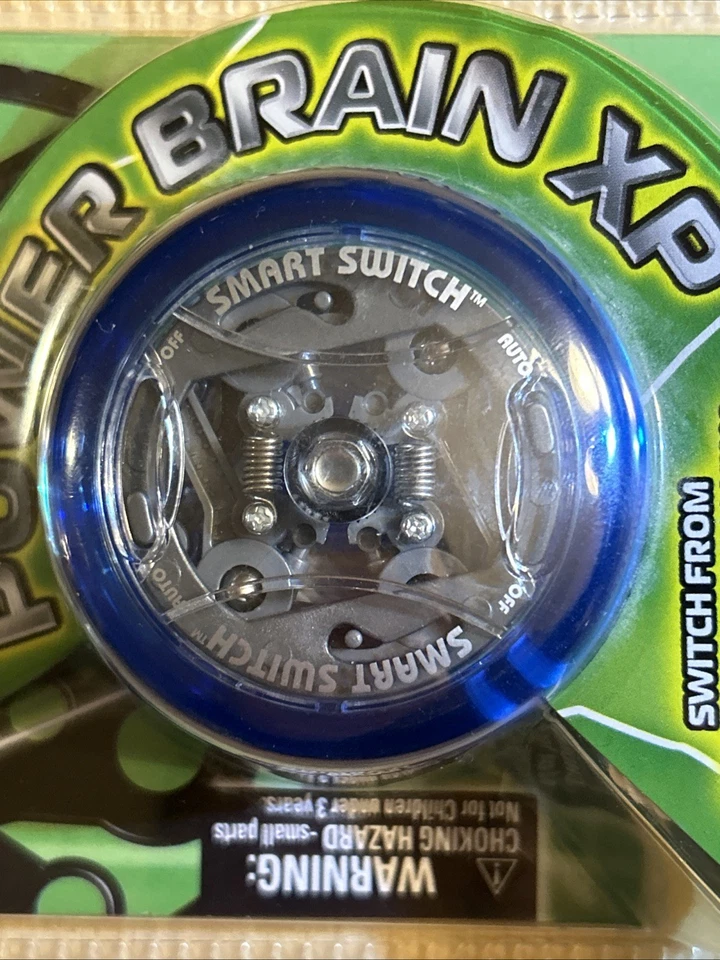 POWER BRAIN XP
SMART SWITCH™
OFF
AUTO
AUTO
OFF
SMART SWITCH™
SWITCH FROM
WARNING:
CHOKING HAZARD - small parts
Not for Children under 3 years.